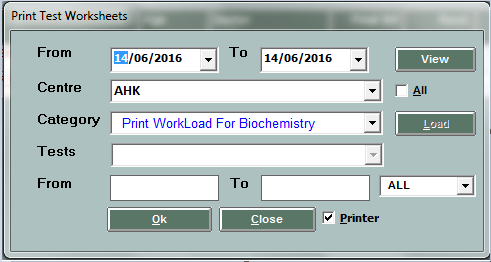 Print Test Worksheets
From 14/06/2016 To 14/06/2016 View
Centre AHK All
Category Print WorkLoad For Biochemistry Load
Tests
From To ALL
Ok Close Printer